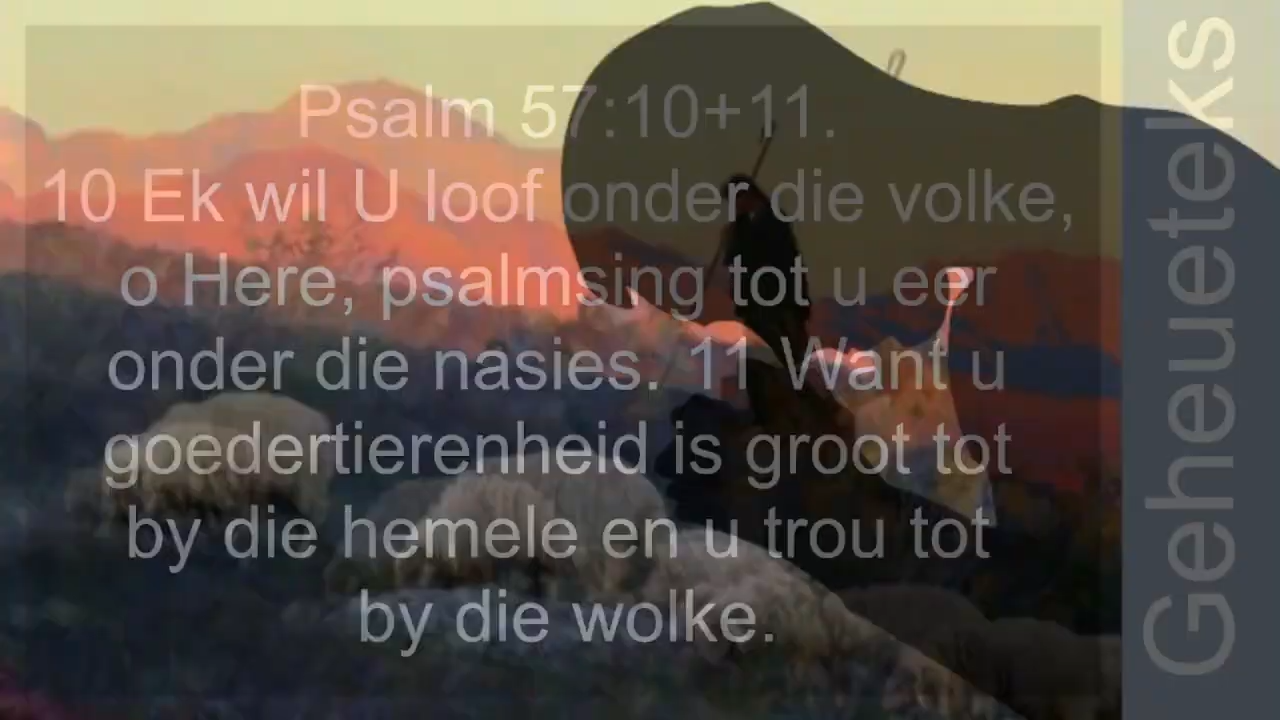 Psalm 57:10+11.
10 Ek wil U loof onder die volke,
o Here, psalmsing tot u eer
onder die nasies. 11 Want u
goedertierenheid is groot tot
by die hemele en u trou tot
by die wolke.
Geheueteks